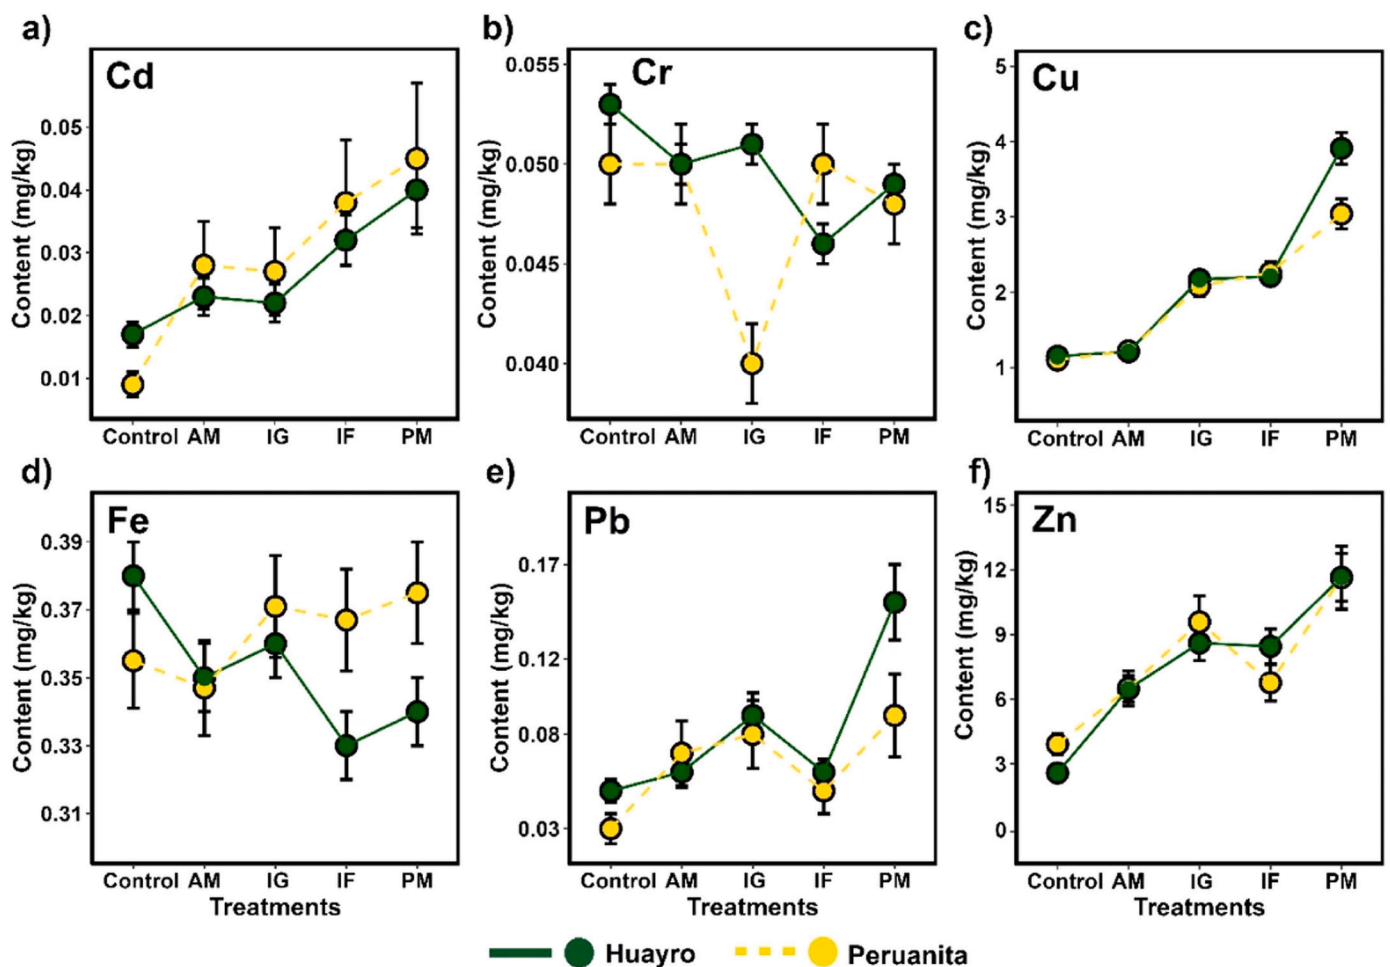 a)
Cd
Content (mg/kg)
0.05
0.04
0.03
0.02
0.01
Control AM IG IF PM
b)
Cr
Content (mg/kg)
0.055
0.050
0.045
0.040
Control AM IG IF PM
c)
Cu
Content (mg/kg)
5
4
3
2
1
Control AM IG IF PM
d)
Fe
Content (mg/kg)
0.39
0.37
0.35
0.33
0.31
Control AM IG IF PM
Treatments
e)
Pb
Content (mg/kg)
0.17
0.12
0.08
0.03
Control AM IG IF PM
f)
Zn
Content (mg/kg)
15
12
9
6
3
0
Control AM IG IF PM
Treatments
Huayro Peruanita